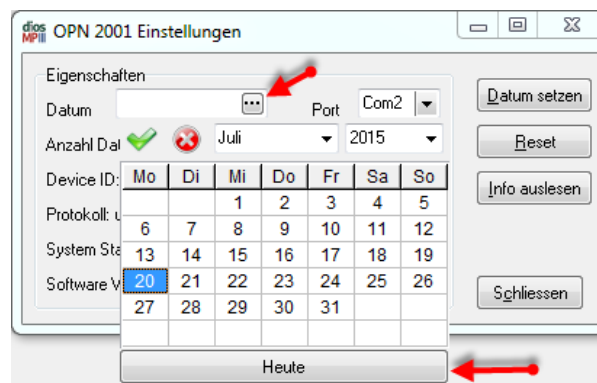 dios MPIII OPN 2001 Einstellungen
Eigenschaften
Datum ... Port Com2 Datum setzen
Anzahl Da Juli 2015 Reset
Device ID: Mo Di Mi Do Fr Sa So Info auslesen
1 2 3 4 5
Protokoll: u 6 7 8 9 10 11 12
System Sta 13 14 15 16 17 18 19
Software V 20 21 22 23 24 25 26 Schliessen
27 28 29 30 31
Heute